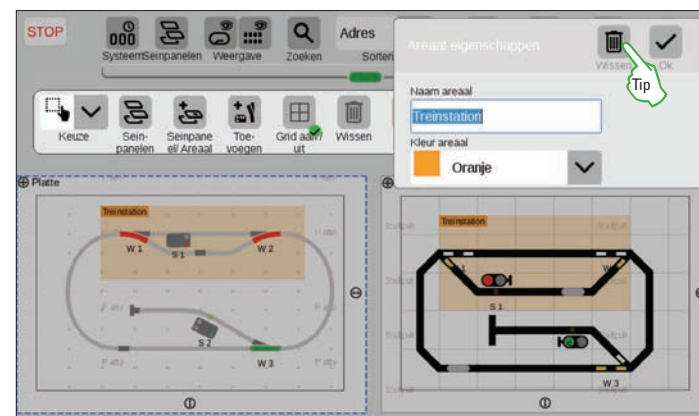 STOP
Systeem
Seinpanelen
Weergave
Zoeken
Adres
Sorteren
Areaal eigenschappen
Wissen
Ok
Tip
Keuze
Sein-
panelen
Seinpane
el/ Areaal
Toe-
voegen
Grid aan /
uit
Wissen
Naam areaal
Treinstation
Kleur areaal
Oranje
Platte
Treinstation
W 1
S 1
W 2
S 2
W 3
Treinstation
S 1
W 3